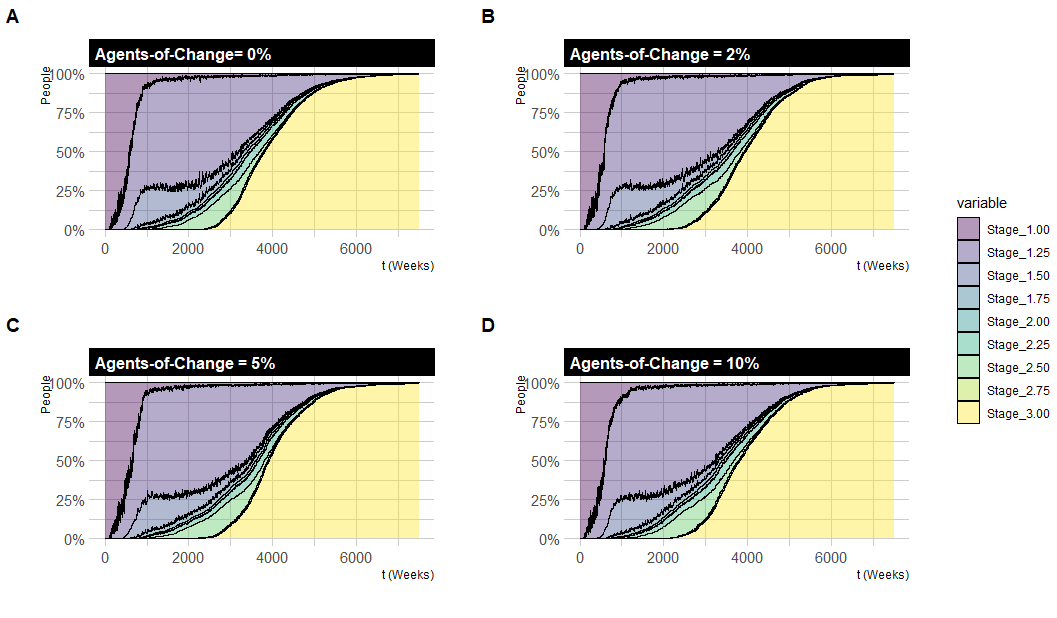 A
Agents-of-Change= 0%
People
100%
75%
50%
25%
0%
0 2000 4000 6000
t (Weeks)
B
Agents-of-Change = 2%
People
100%
75%
50%
25%
0%
0 2000 4000 6000
t (Weeks)
C
Agents-of-Change = 5%
People
100%
75%
50%
25%
0%
0 2000 4000 6000
t (Weeks)
D
Agents-of-Change = 10%
People
100%
75%
50%
25%
0%
0 2000 4000 6000
t (Weeks)
variable
Stage_1.00
Stage_1.25
Stage_1.50
Stage_1.75
Stage_2.00
Stage_2.25
Stage_2.50
Stage_2.75
Stage_3.00